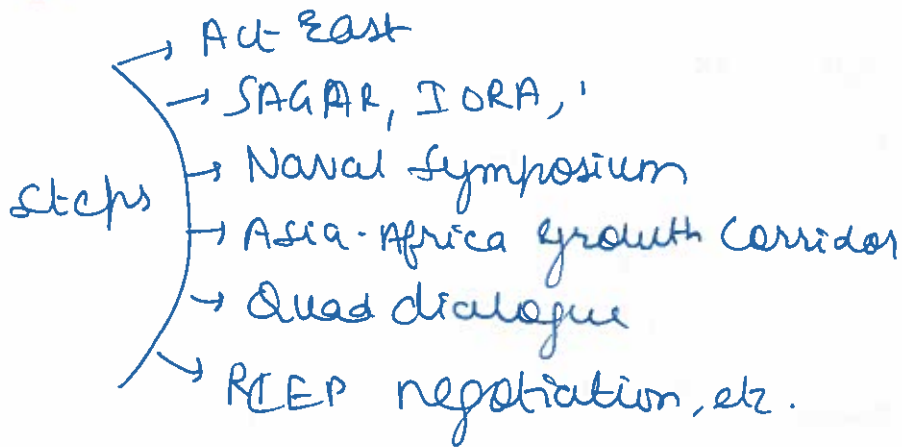 → Act East
→ SAGAR, IORA, '
→ Naval Symposium
Steps
→ Asia-Africa growth Corridor
→ Quad dialogue
→ RCEP negotiation, etc.